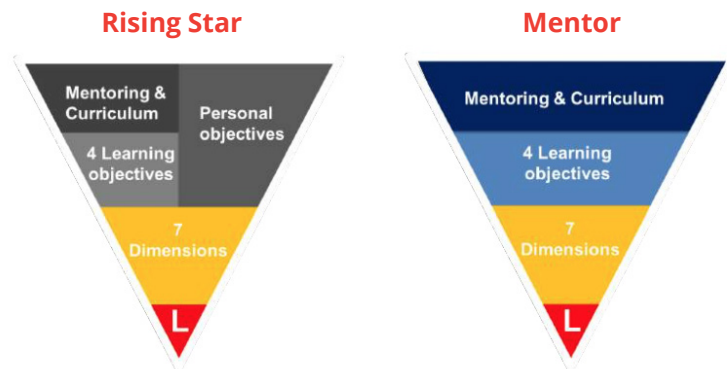 Rising Star
Mentoring &
Curriculum
Personal
objectives
4 Learning
objectives
7
Dimensions
L
Mentor
Mentoring & Curriculum
4 Learning
objectives
7
Dimensions
L